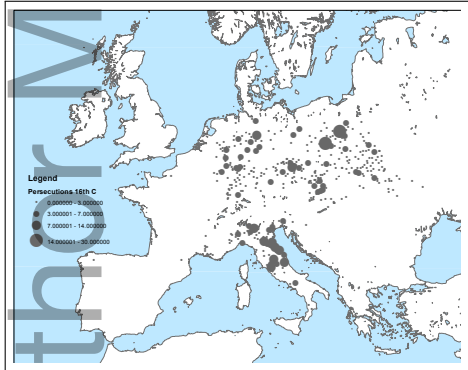 thor M
Legend
Persecutions 16th C
0.000000 - 3.000000
3.000001 - 7.000000
7.000001 - 14.000000
14.000001 - 30.000000